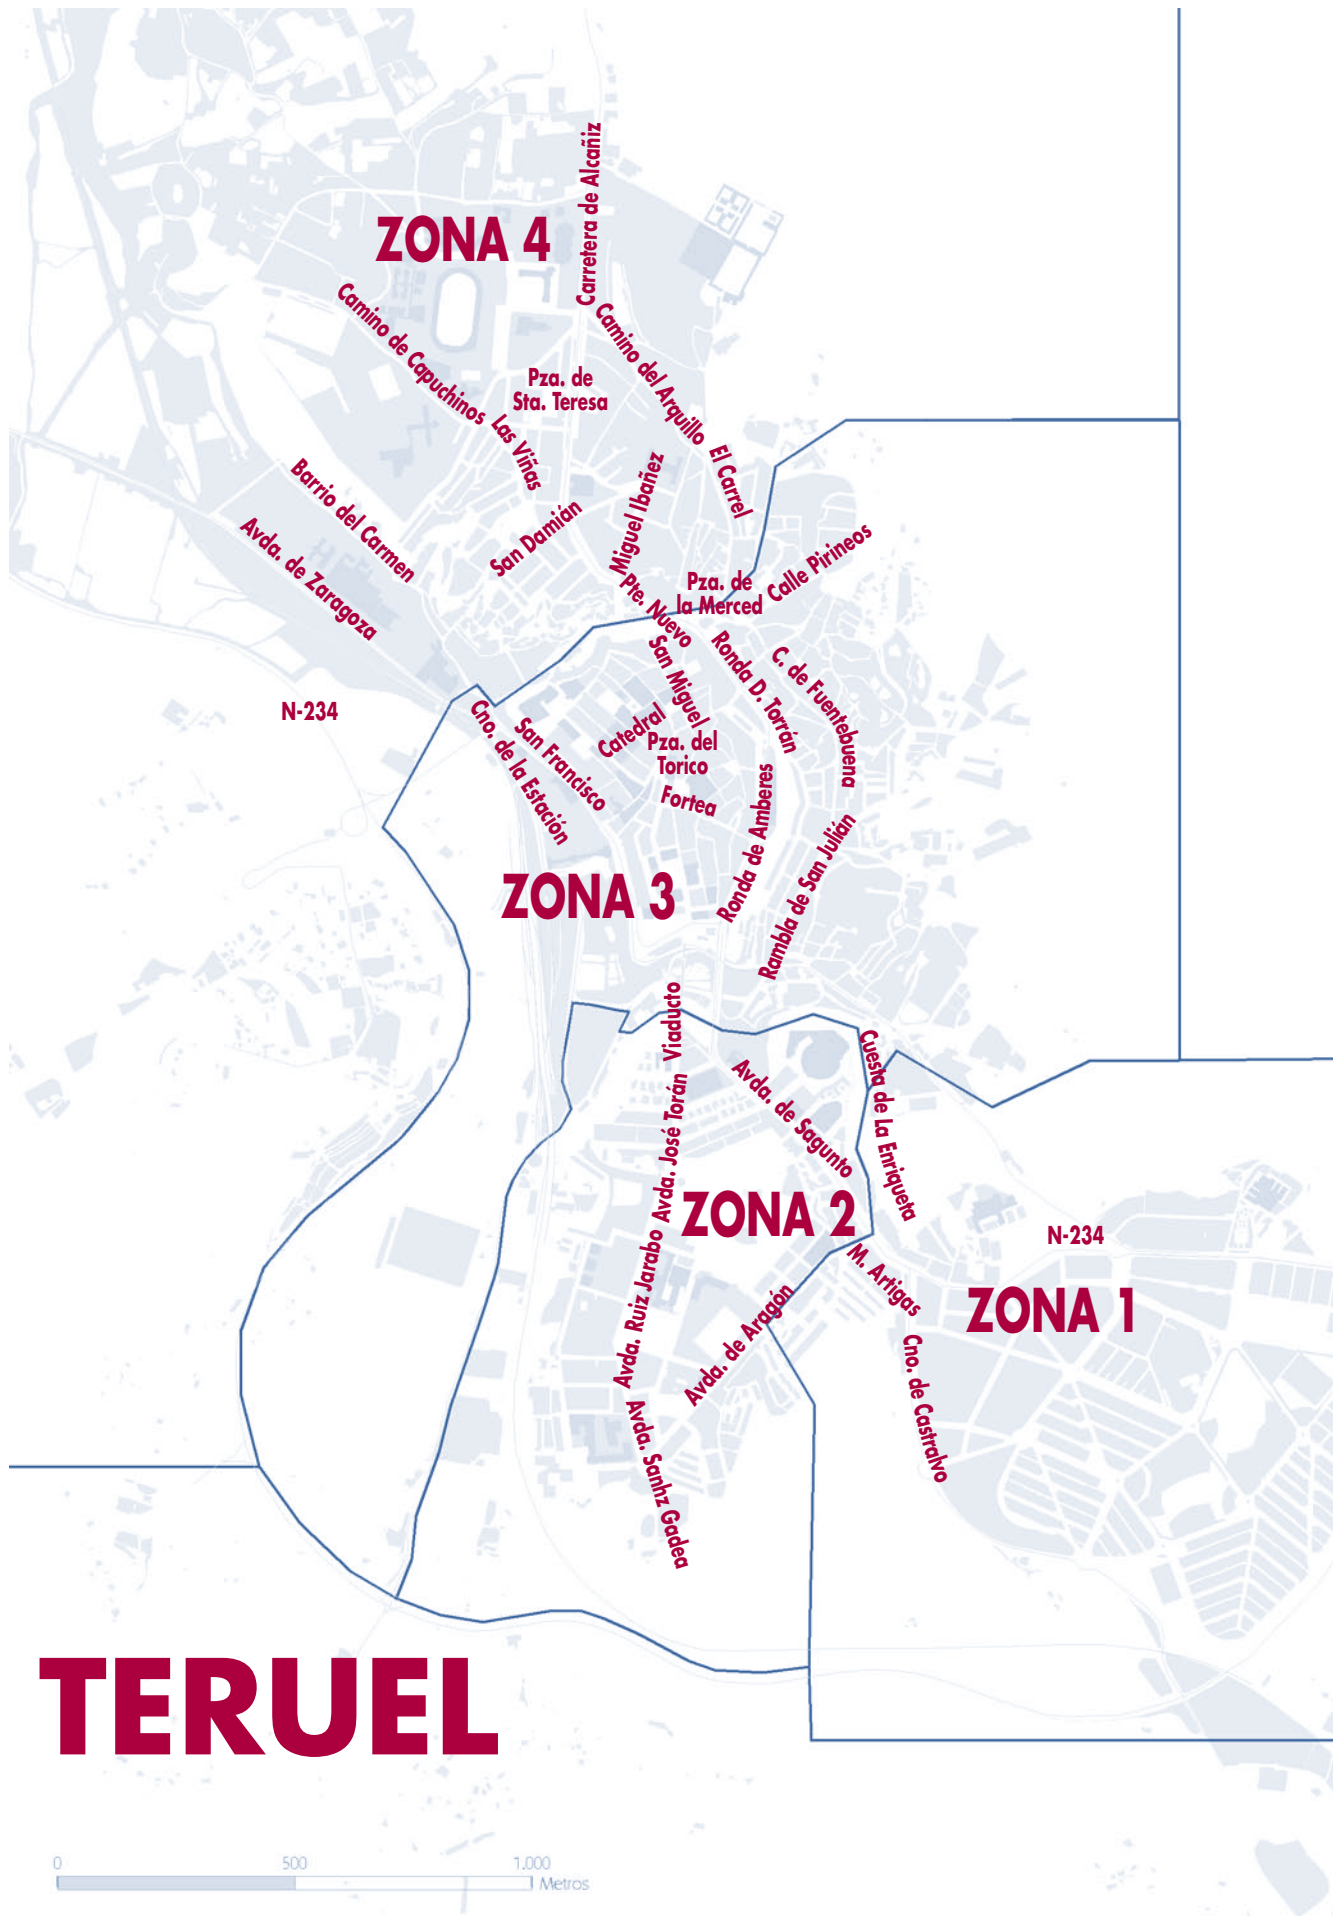 Carretera de Alcañiz
ZONA 4
Camino de Capuchinos
Camino del Arquillo
Pza. de
Sta. Teresa
Las Viñas
El Carrel
Miguel Ibañez
Barrio del Carmen
San Damián
Avda. de Zaragoza
Calle Pirineos
Pza. de
la Merced
Pte. Nuevo
San Miguel
Ronda D. Torrán
C. de Fuentebuena
N-234
Cno. de la Estación
San Francisco
Catedral
Pza. del
Torico
Fortea
Ronda de Amberes
Rambla de San Julián
ZONA 3
Viaducto
Avda. de Sagunto
Cuesta de La Enriqueta
Avda. José Torán
ZONA 2
N-234
Avda. Ruiz Jarabo
M. Artigas
ZONA 1
Avda. de Aragón
Cno. de Castralvo
Avda. Sanhz Gadea
TERUEL
0 500 1.000
Metros